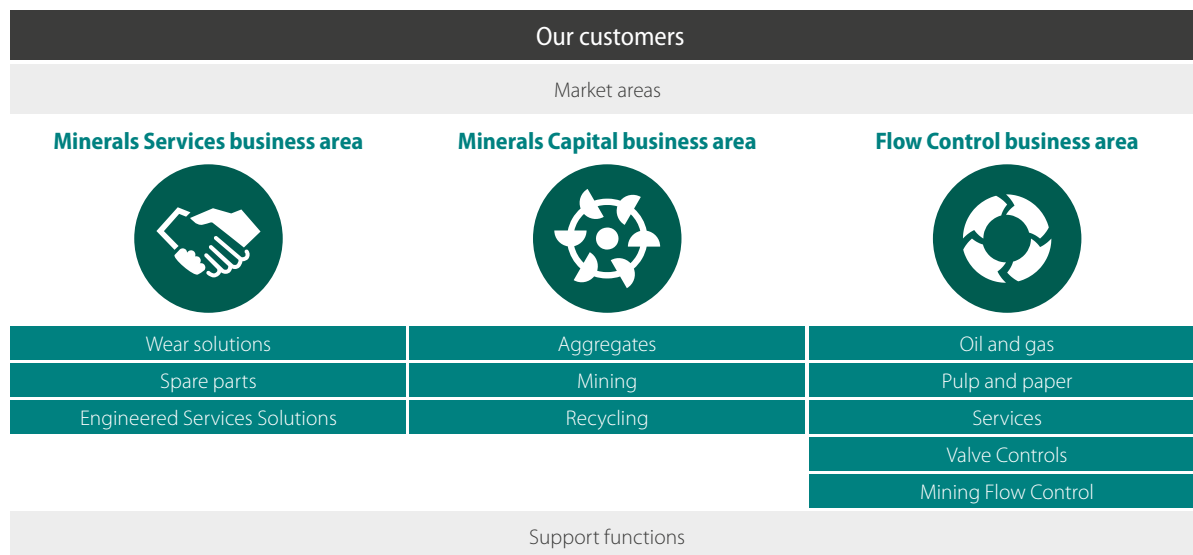 Our customers
Market areas
Minerals Services business area
Wear solutions
Spare parts
Engineered Services Solutions
Minerals Capital business area
Aggregates
Mining
Recycling
Flow Control business area
Oil and gas
Pulp and paper
Services
Valve Controls
Mining Flow Control
Support functions